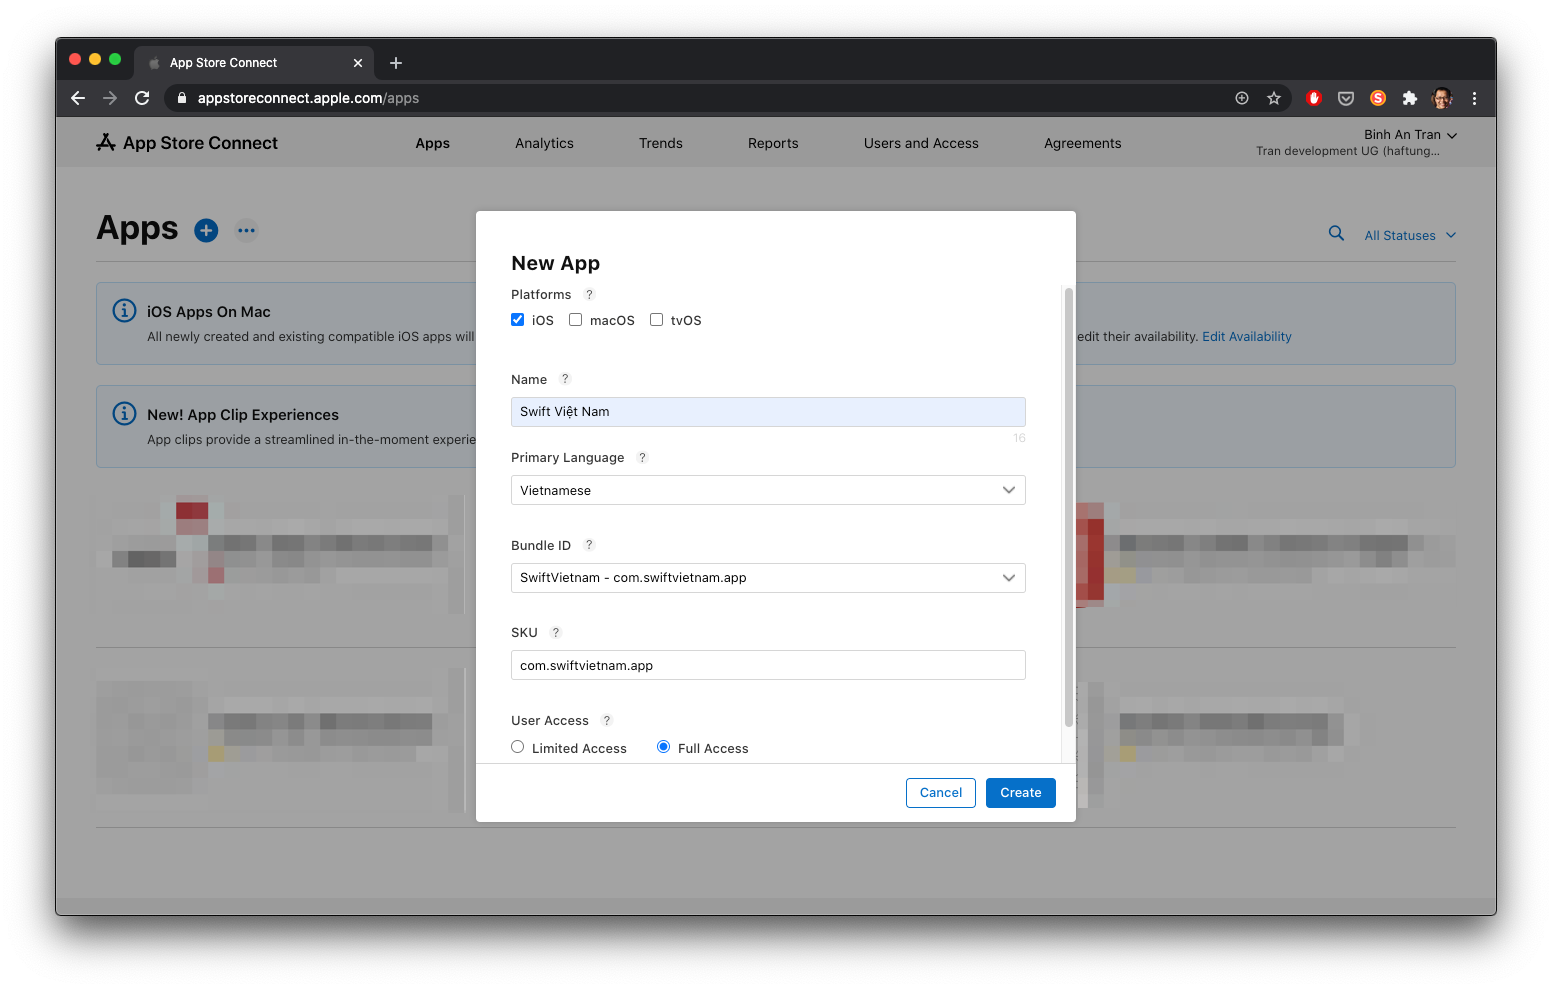 App Store Connect
appstoreconnect.apple.com/apps
App Store Connect
Apps
Analytics
Trends
Reports
Users and Access
Agreements
Binh An Tran
Tran development UG (haftung...
Apps
All Statuses
iOS Apps On Mac
All newly created and existing compatible iOS apps will
edit their availability. Edit Availability
New! App Clip Experiences
App clips provide a streamlined in-the-moment experie
New App
Platforms ?
iOS
macOS
tvOS
Name ?
Swift Việt Nam
16
Primary Language ?
Vietnamese
Bundle ID ?
SwiftVietnam - com.swiftvietnam.app
SKU ?
com.swiftvietnam.app
User Access ?
Limited Access
Full Access
Cancel
Create